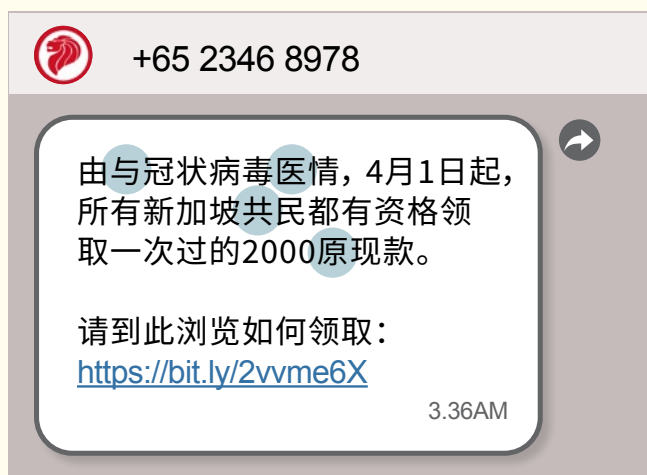 +65 2346 8978
由与冠状病毒医情，4月1日起，
所有新加坡共民都有资格领
取一次过的2000原现款。
请到此浏览如何领取：
https://bit.ly/2vvme6X
3.36AM